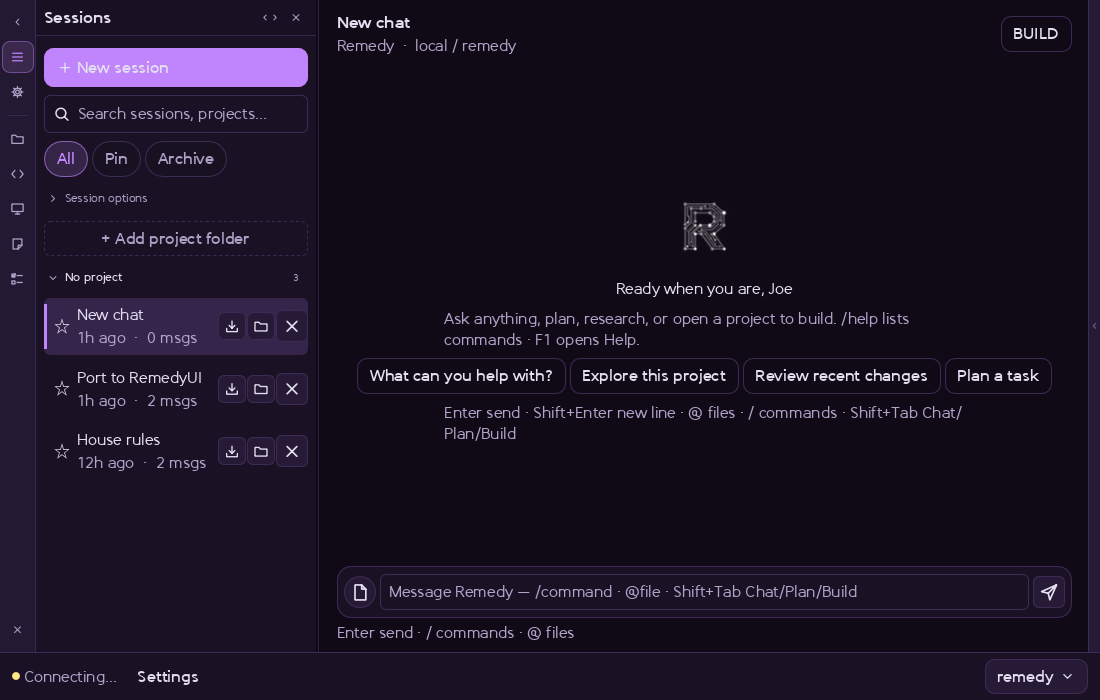 Sessions
+ New session
Search sessions, projects...
All
Pin
Archive
Session options
+ Add project folder
No project
3
New chat
1h ago · 0 msgs
Port to RemedyUI
1h ago · 2 msgs
House rules
12h ago · 2 msgs
New chat
Remedy · local / remedy
BUILD
R
Ready when you are, Joe
Ask anything, plan, research, or open a project to build. /help lists
commands · F1 opens Help.
What can you help with?
Explore this project
Review recent changes
Plan a task
Enter send · Shift+Enter new line · @ files · / commands · Shift+Tab Chat/
Plan/Build
Message Remedy — /command · @file · Shift+Tab Chat/Plan/Build
Enter send · / commands · @ files
Connecting...
Settings
remedy